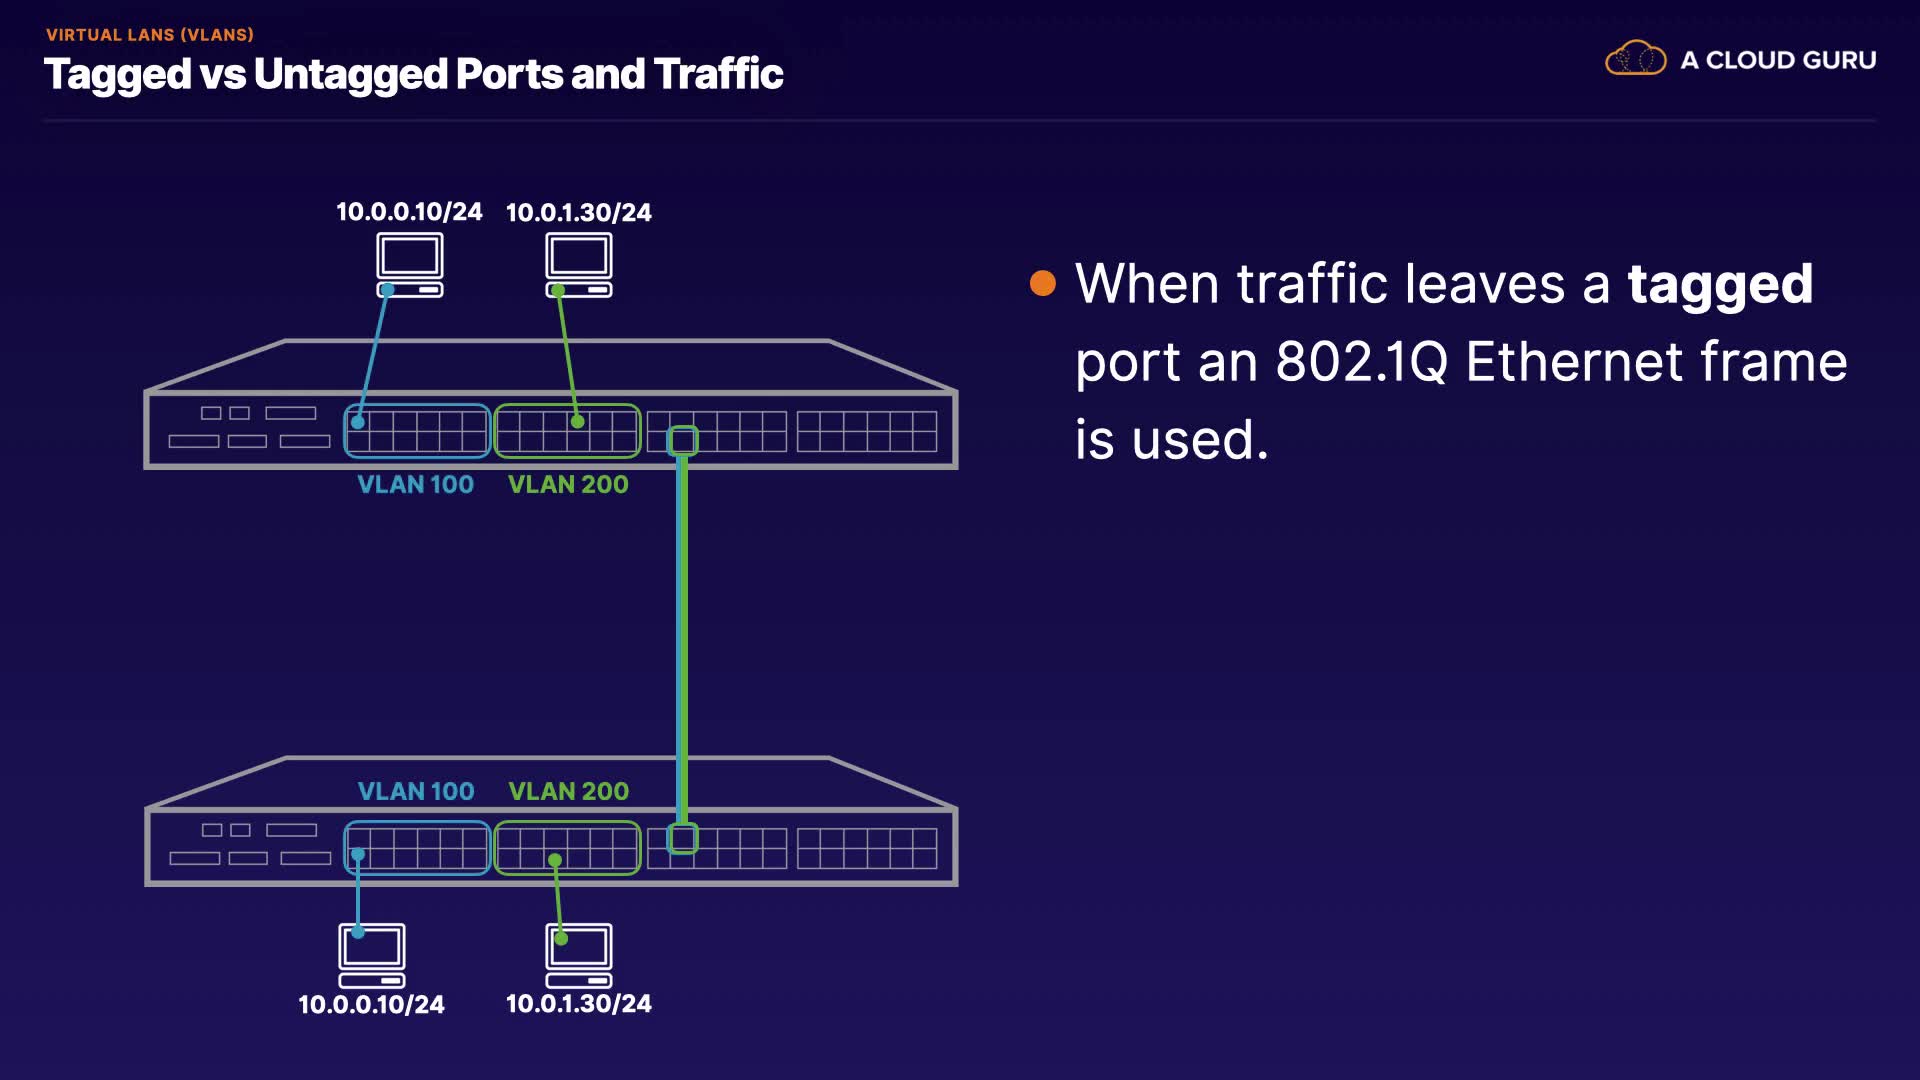 VIRTUAL LANS (VLANS)
Tagged vs Untagged Ports and Traffic
A CLOUD GURU
10.0.0.10/24 10.0.1.30/24
VLAN 100 VLAN 200
VLAN 100 VLAN 200
10.0.0.10/24 10.0.1.30/24
When traffic leaves a tagged
port an 802.1Q Ethernet frame
is used.